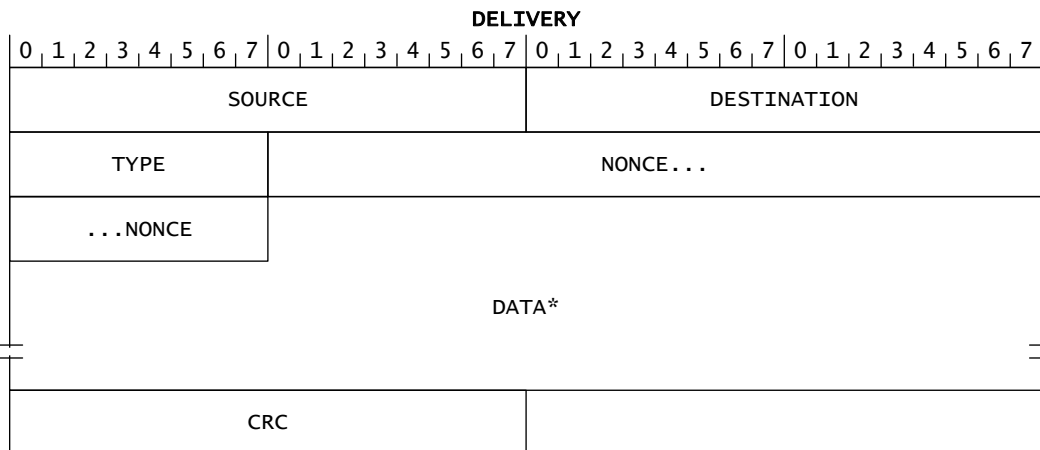 DELIVERY
0 1 2 3 4 5 6 7 0 1 2 3 4 5 6 7 0 1 2 3 4 5 6 7 0 1 2 3 4 5 6 7
SOURCE DESTINATION
TYPE NONCE...
...NONCE
DATA*
CRC